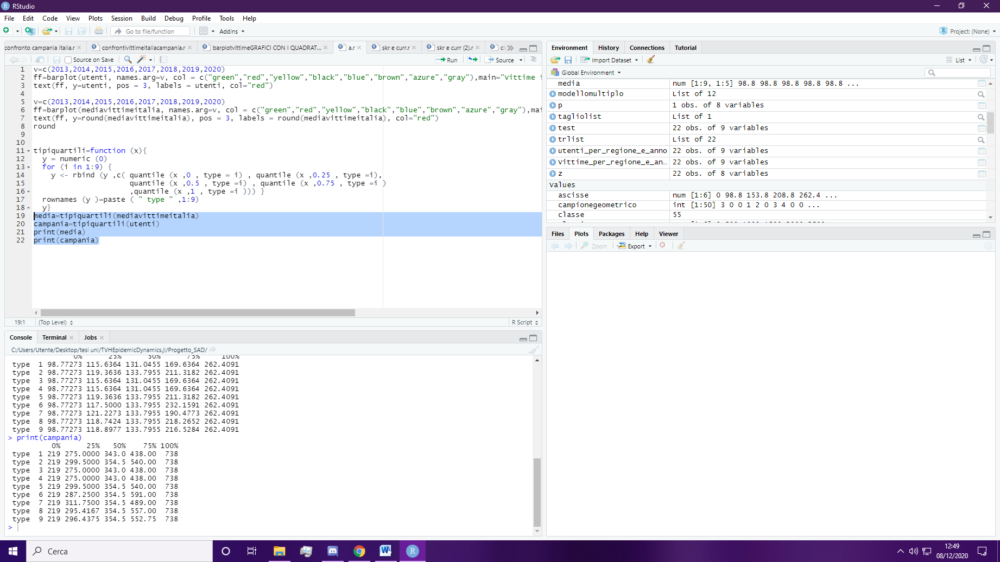 RStudio
File Edit Code View Plots Session Build Debug Profile Tools Help
Go to file/function Addins Project: (None)
confronto campania italia.r confrontivittimeitaliacampania.r barplotvittimeGRAFICI CON I QUADRAT... a.r skr e curr.r skr e curr (2).r
Source on Save Run Source
1 v=c(2013,2014,2015,2016,2017,2018,2019,2020)
2 ff=barplot(utenti, names.arg=v, col = c("green","red","yellow","black","blue","brown","azure","gray"),main="Vittime i
3 text(ff, y=utenti, pos = 3, labels = utenti, col="red")
4
5 v=c(2013,2014,2015,2016,2017,2018,2019,2020)
6 ff=barplot(mediavittimeitalia, names.arg=v, col = c("green","red","yellow","black","blue","brown","azure","gray"),mai
7 text(ff, y=round(mediavittimeitalia), pos = 3, labels = round(mediavittimeitalia), col="red")
8 round
9
10
11 tipiquartili=function (x){
12 y = numeric (0)
13 for (i in 1:9) {
14 y <- rbind (y ,c( quantile (x ,0 , type = i) , quantile (x ,0.25 , type =i),
15 quantile (x ,0.5 , type =i) , quantile (x ,0.75 , type =i )
16 ,quantile (x ,1 , type =i ))) }
17 rownames (y )=paste ( " type " ,1:9)
18 y}
19 media=tipiquartili(mediavittimeitalia)
20 campania=tipiquartili(utenti)
21 print(media)
22 print(campania)
19:1 (Top Level) R Script
Console Terminal Jobs
C:/Users/Utente/Desktop/tesi uni/TVHEpidemicDynamics.jl/Progetto_SAD/
0% 25% 50% 75% 100%
type 1 98.77273 115.6364 131.0455 169.6364 262.4091
type 2 98.77273 119.3636 133.7955 211.3182 262.4091
type 3 98.77273 115.6364 131.0455 169.6364 262.4091
type 4 98.77273 115.6364 131.0455 169.6364 262.4091
type 5 98.77273 119.3636 133.7955 211.3182 262.4091
type 6 98.77273 117.5000 133.7955 232.1591 262.4091
type 7 98.77273 121.2273 133.7955 190.4773 262.4091
type 8 98.77273 118.7424 133.7955 218.2652 262.4091
type 9 98.77273 118.8977 133.7955 216.5284 262.4091
> print(campania)
0% 25% 50% 75% 100%
type 1 219 275.0000 343.0 438.00 738
type 2 219 299.5000 354.5 540.00 738
type 3 219 275.0000 343.0 438.00 738
type 4 219 275.0000 343.0 438.00 738
type 5 219 299.5000 354.5 540.00 738
type 6 219 287.2500 354.5 591.00 738
type 7 219 311.7500 354.5 489.00 738
type 8 219 295.4167 354.5 557.00 738
type 9 219 296.4375 354.5 552.75 738
>
Environment History Connections Tutorial
Import Dataset List
Global Environment
media num [1:9, 1:5] 98.8 98.8 98.8 98.8 98.8 ...
modellomultiplo List of 12
p 1 obs. of 8 variables
tagliolist List of 1
test 22 obs. of 9 variables
trlist List of 22
utenti_per_regione_e_anno 22 obs. of 9 variables
Vittime_per_regione_e_an... 22 obs. of 9 variables
z 22 obs. of 8 variables
Values
ascisse num [1:6] 0 98.8 153.8 208.8 262.4 ...
campionegeometrico int [1:50] 3 0 0 1 2 0 3 4 0 0 ...
classe 55
Files Plots Packages Help Viewer
Zoom Export
Cerca
12:49
08/12/2020